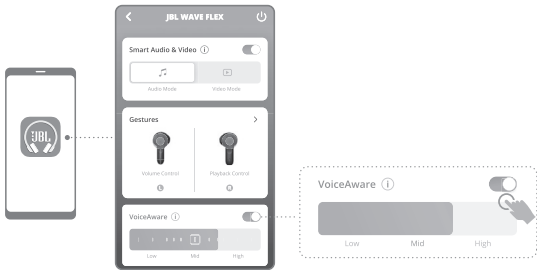 JBL
JBL WAVE FLEX
Smart Audio & Video i
Audio Mode Video Mode
Gestures
Volume Control Playback Control
L R
VoiceAware i
Low Mid High
VoiceAware i
Low Mid High